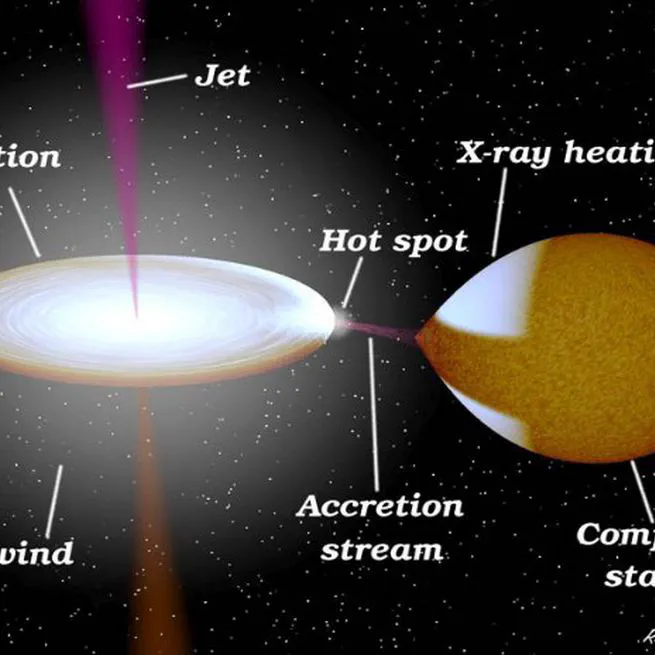 Jet
tion
X-ray heati
Hot spot
Accretion
stream
wind
Comp
sta